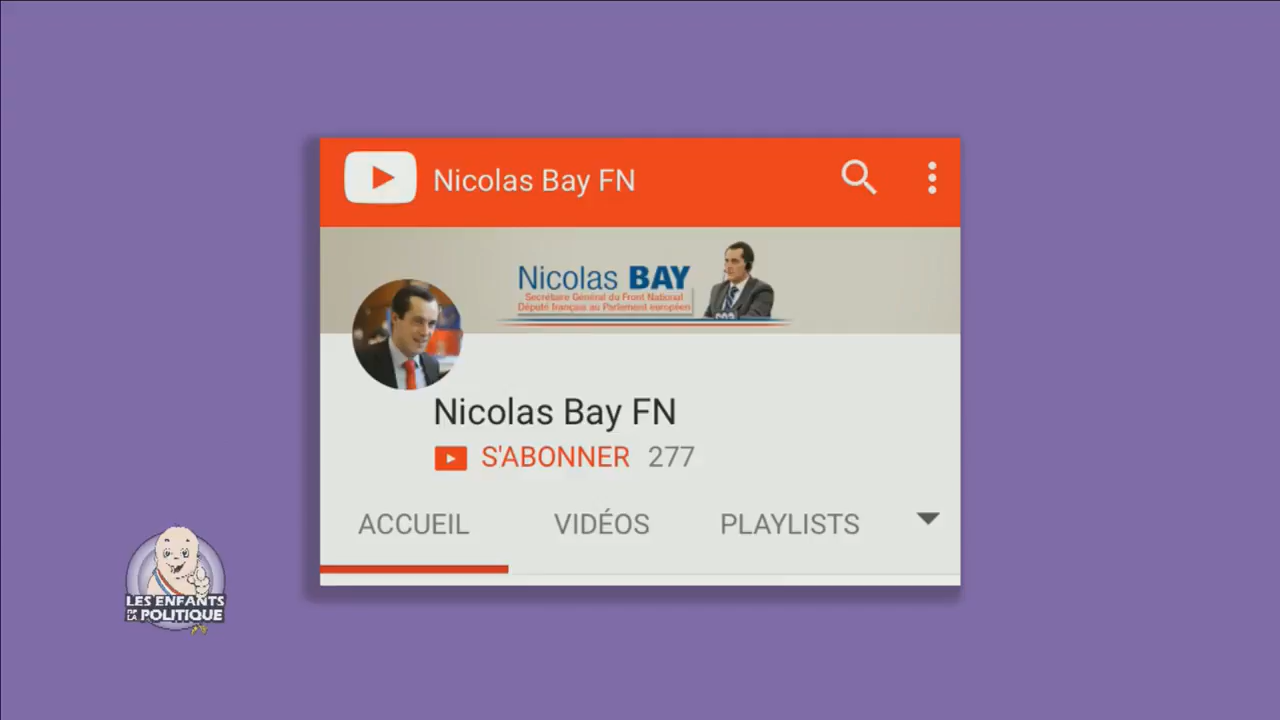 Nicolas Bay FN
Nicolas BAY
Secrétaire Général du Front National
Député français au Parlement européen
Nicolas Bay FN
S'ABONNER 277
ACCUEIL VIDÉOS PLAYLISTS
LES ENFANTS
DE LA POLITIQUE